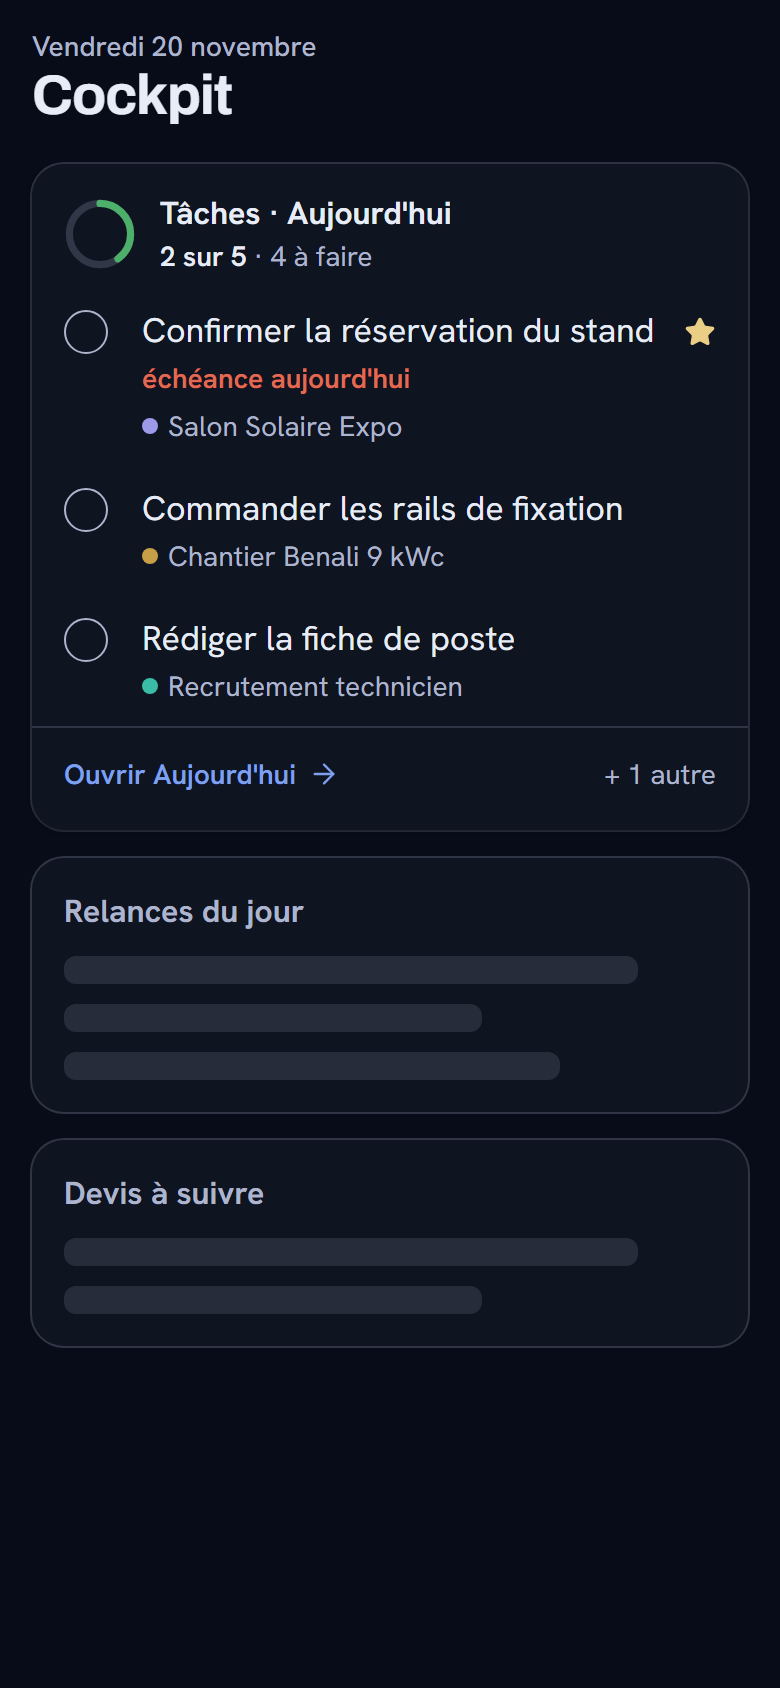 Vendredi 20 novembre
Cockpit
Tâches · Aujourd'hui
2 sur 5 · 4 à faire
Confirmer la réservation du stand
échéance aujourd'hui
Salon Solaire Expo
Commander les rails de fixation
Chantier Benali 9 kWc
Rédiger la fiche de poste
Recrutement technicien
Ouvrir Aujourd'hui → + 1 autre
Relances du jour
Devis à suivre